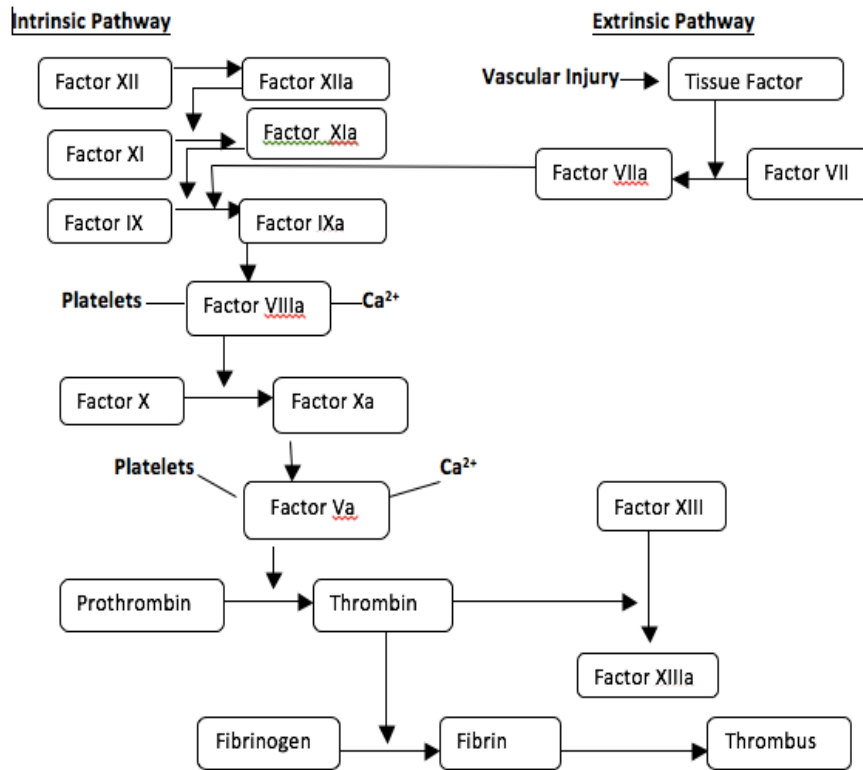 Intrinsic Pathway
Extrinsic Pathway
Factor XII
Factor XIIa
Vascular Injury
Tissue Factor
Factor XI
Factor XIa
Factor VIIa
Factor VII
Factor IX
Factor IXa
Platelets
Factor VIIIa
Ca²⁺
Factor X
Factor Xa
Platelets
Ca²⁺
Factor Va
Factor XIII
Prothrombin
Thrombin
Factor XIIIa
Fibrinogen
Fibrin
Thrombus